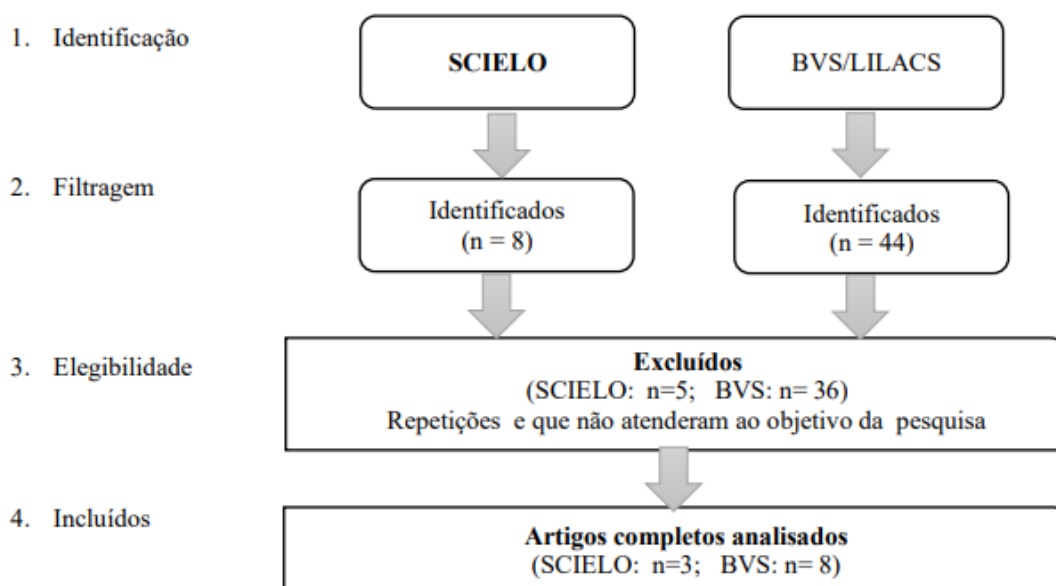 1. Identificação
SCIELO
BVS/LILACS
2. Filtragem
Identificados
(n = 8)
Identificados
(n = 44)
3. Elegibilidade
Excluídos
(SCIELO: n=5; BVS: n= 36)
Repetições e que não atenderam ao objetivo da pesquisa
4. Incluídos
Artigos completos analisados
(SCIELO: n=3; BVS: n= 8)